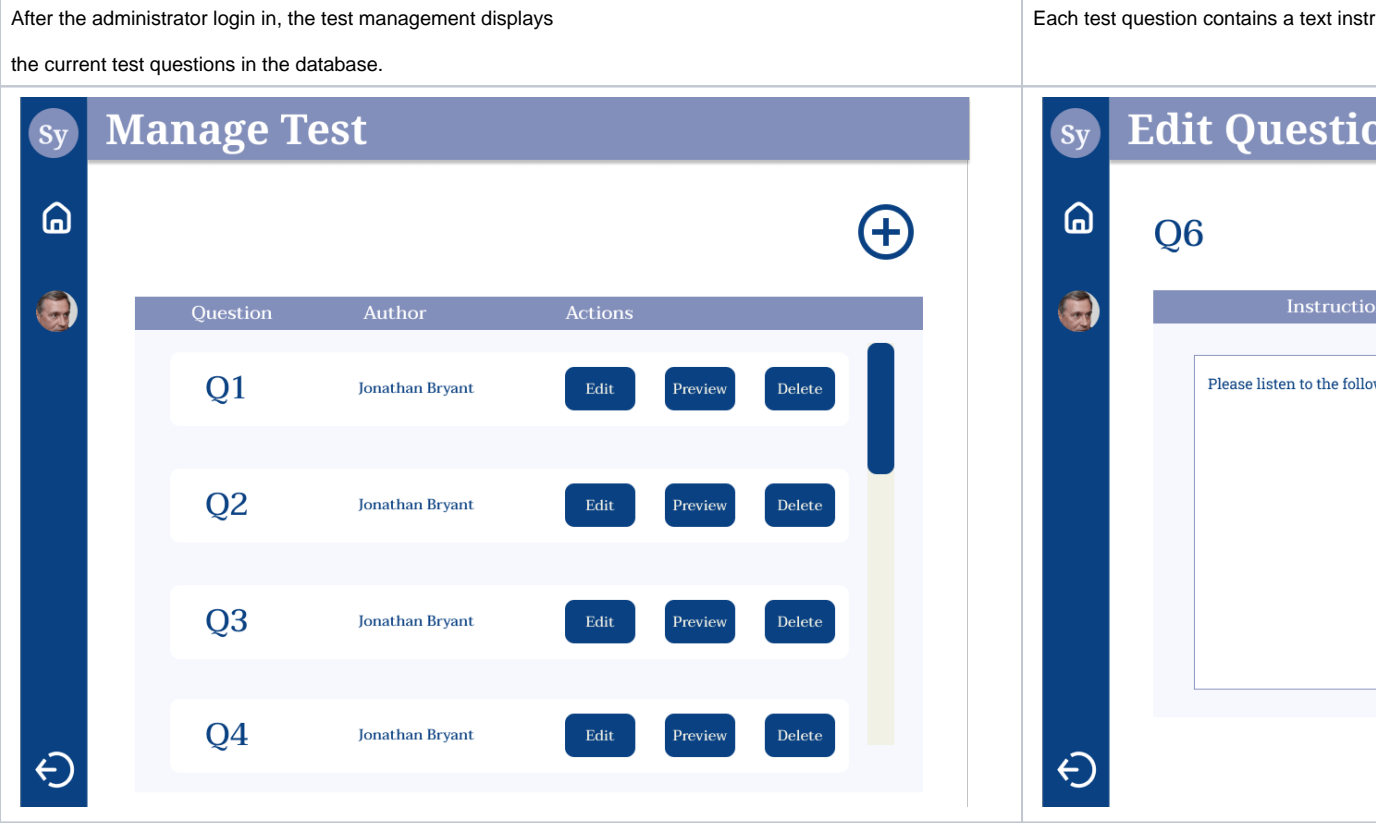 After the administrator login in, the test management displays
the current test questions in the database.
Sy
Manage Test
Question Author Actions
Q1 Jonathan Bryant Edit Preview Delete
Q2 Jonathan Bryant Edit Preview Delete
Q3 Jonathan Bryant Edit Preview Delete
Q4 Jonathan Bryant Edit Preview Delete
Each test question contains a text instr
Sy
Edit Questio
Q6
Instructio
Please listen to the follow